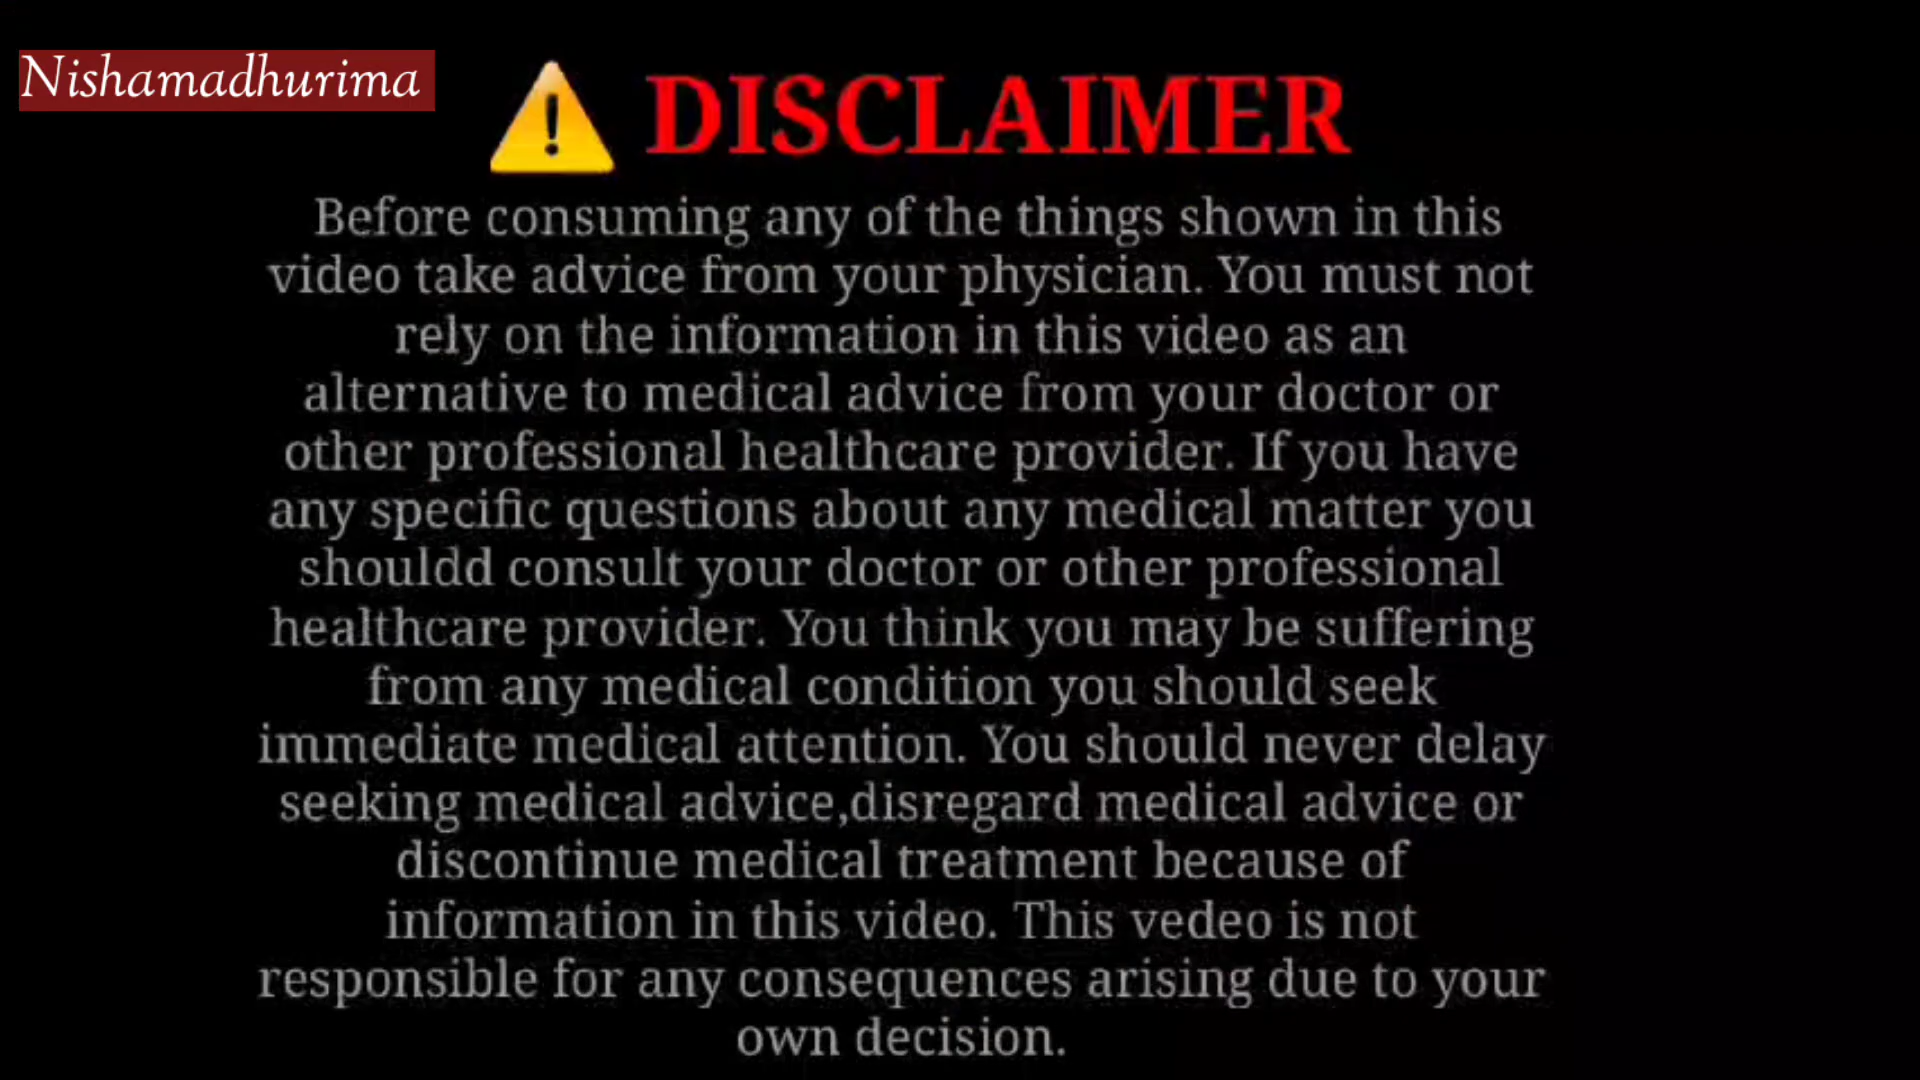 Nishamadhurima
⚠ DISCLAIMER
Before consuming any of the things shown in this
video take advice from your physician. You must not
rely on the information in this video as an
alternative to medical advice from your doctor or
other professional healthcare provider. If you have
any specific questions about any medical matter you
shouldd consult your doctor or other professional
healthcare provider. You think you may be suffering
from any medical condition you should seek
immediate medical attention. You should never delay
seeking medical advice,disregard medical advice or
discontinue medical treatment because of
information in this video. This vedeo is not
responsible for any consequences arising due to your
own decision.